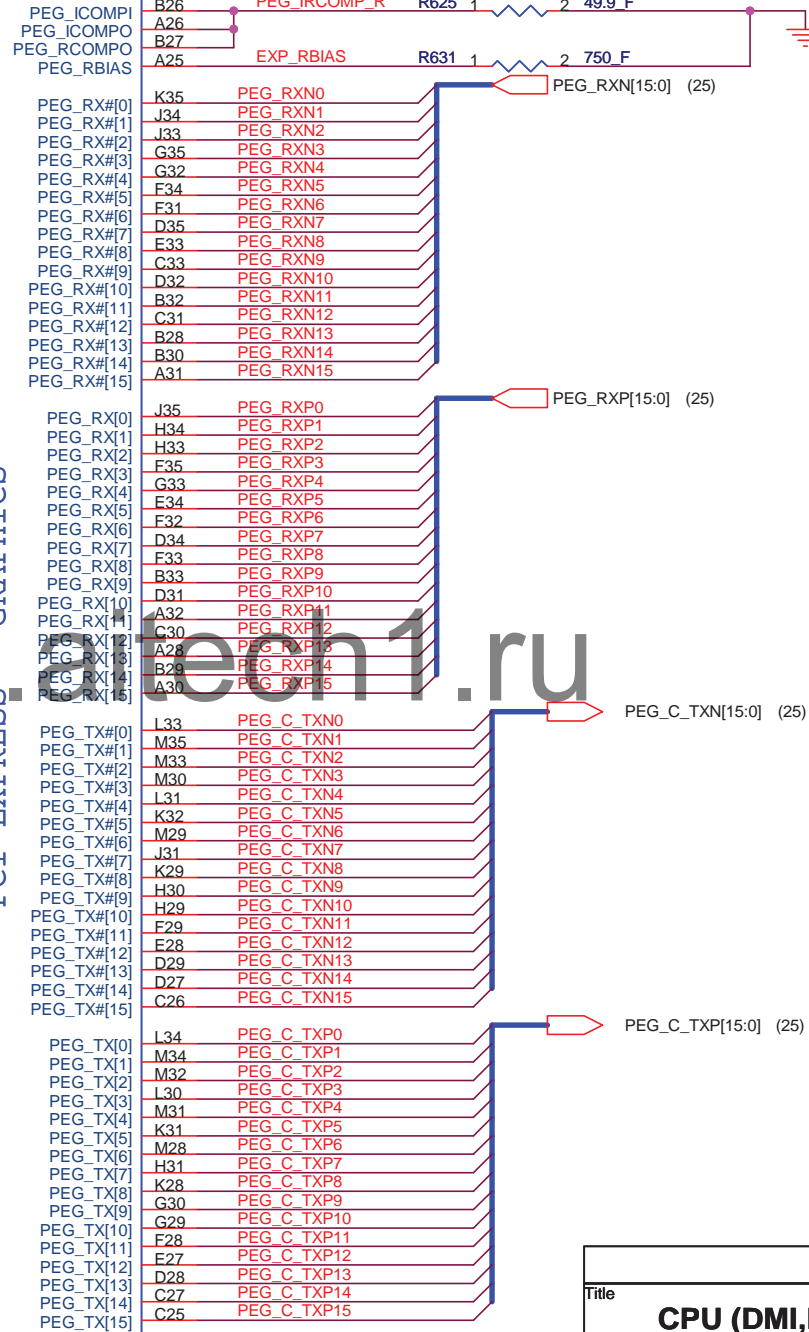 PEG_ICOMPI B26 PEG_IRCOMP_R R625 1 2 49.9_F
PEG_ICOMPO A26
PEG_RCOMPO B27
PEG_RBIAS A25 EXP_RBIAS R631 1 2 750_F
PEG_RXN[15:0] (25)
PEG_RX#[0] K35 PEG_RXN0
PEG_RX#[1] J34 PEG_RXN1
PEG_RX#[2] J33 PEG_RXN2
PEG_RX#[3] G35 PEG_RXN3
PEG_RX#[4] G32 PEG_RXN4
PEG_RX#[5] F34 PEG_RXN5
PEG_RX#[6] F31 PEG_RXN6
PEG_RX#[7] D35 PEG_RXN7
PEG_RX#[8] E33 PEG_RXN8
PEG_RX#[9] C33 PEG_RXN9
PEG_RX#[10] D32 PEG_RXN10
PEG_RX#[11] B32 PEG_RXN11
PEG_RX#[12] C31 PEG_RXN12
PEG_RX#[13] B28 PEG_RXN13
PEG_RX#[14] B30 PEG_RXN14
PEG_RX#[15] A31 PEG_RXN15
PEG_RXP[15:0] (25)
PEG_RX[0] J35 PEG_RXP0
PEG_RX[1] H34 PEG_RXP1
PEG_RX[2] H33 PEG_RXP2
PEG_RX[3] F35 PEG_RXP3
PEG_RX[4] G33 PEG_RXP4
PEG_RX[5] E34 PEG_RXP5
PEG_RX[6] F32 PEG_RXP6
PEG_RX[7] D34 PEG_RXP7
PEG_RX[8] F33 PEG_RXP8
PEG_RX[9] B33 PEG_RXP9
PEG_RX[10] D31 PEG_RXP10
PEG_RX[11] A32 PEG_RXP11
PEG_RX[12] C30 PEG_RXP12
PEG_RX[13] A28 PEG_RXP13
PEG_RX[14] B29 PEG_RXP14
PEG_RX[15] A30 PEG_RXP15
.aitech1.ru
PEG_C_TXN[15:0] (25)
PEG_TX#[0] L33 PEG_C_TXN0
PEG_TX#[1] M35 PEG_C_TXN1
PEG_TX#[2] M33 PEG_C_TXN2
PEG_TX#[3] M30 PEG_C_TXN3
PEG_TX#[4] L31 PEG_C_TXN4
PEG_TX#[5] K32 PEG_C_TXN5
PEG_TX#[6] M29 PEG_C_TXN6
PEG_TX#[7] J31 PEG_C_TXN7
PEG_TX#[8] K29 PEG_C_TXN8
PEG_TX#[9] H30 PEG_C_TXN9
PEG_TX#[10] H29 PEG_C_TXN10
PEG_TX#[11] F29 PEG_C_TXN11
PEG_TX#[12] E28 PEG_C_TXN12
PEG_TX#[13] D29 PEG_C_TXN13
PEG_TX#[14] D27 PEG_C_TXN14
PEG_TX#[15] C26 PEG_C_TXN15
PEG_C_TXP[15:0] (25)
PEG_TX[0] L34 PEG_C_TXP0
PEG_TX[1] M34 PEG_C_TXP1
PEG_TX[2] M32 PEG_C_TXP2
PEG_TX[3] L30 PEG_C_TXP3
PEG_TX[4] M31 PEG_C_TXP4
PEG_TX[5] K31 PEG_C_TXP5
PEG_TX[6] M28 PEG_C_TXP6
PEG_TX[7] H31 PEG_C_TXP7
PEG_TX[8] K28 PEG_C_TXP8
PEG_TX[9] G30 PEG_C_TXP9
PEG_TX[10] G29 PEG_C_TXP10
PEG_TX[11] F28 PEG_C_TXP11
PEG_TX[12] E27 PEG_C_TXP12
PEG_TX[13] D28 PEG_C_TXP13
PEG_TX[14] C27 PEG_C_TXP14
PEG_TX[15] C25 PEG_C_TXP15
Title
CPU (DMI,